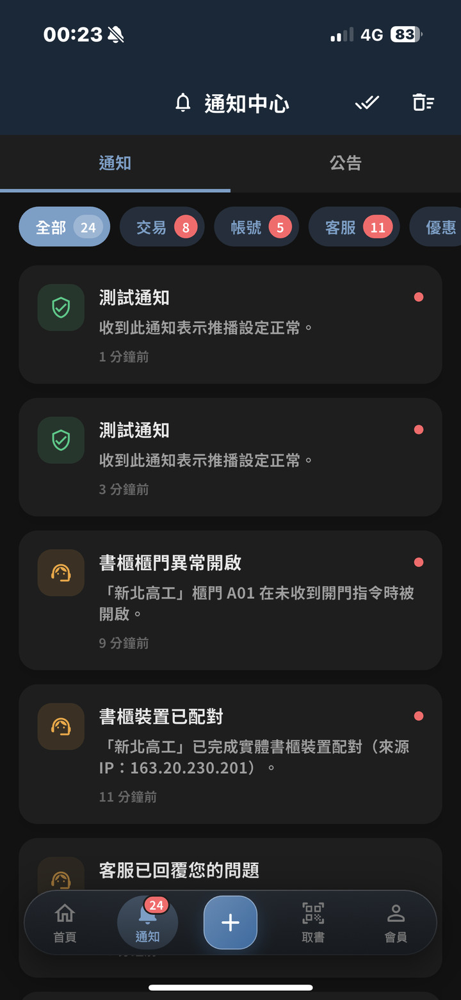 00:23
4G
83
通知中心
通知
公告
全部 24
交易 8
帳號 5
客服 11
優惠
測試通知
收到此通知表示推播設定正常。
1 分鐘前
測試通知
收到此通知表示推播設定正常。
3 分鐘前
書櫃櫃門異常開啟
「新北高工」櫃門 A01 在未收到開門指令時被
開啟。
9 分鐘前
書櫃裝置已配對
「新北高工」已完成實體書櫃裝置配對（來源
IP：163.20.230.201）。
11 分鐘前
客服已回覆您的問題
24
首頁
通知
取書
會員